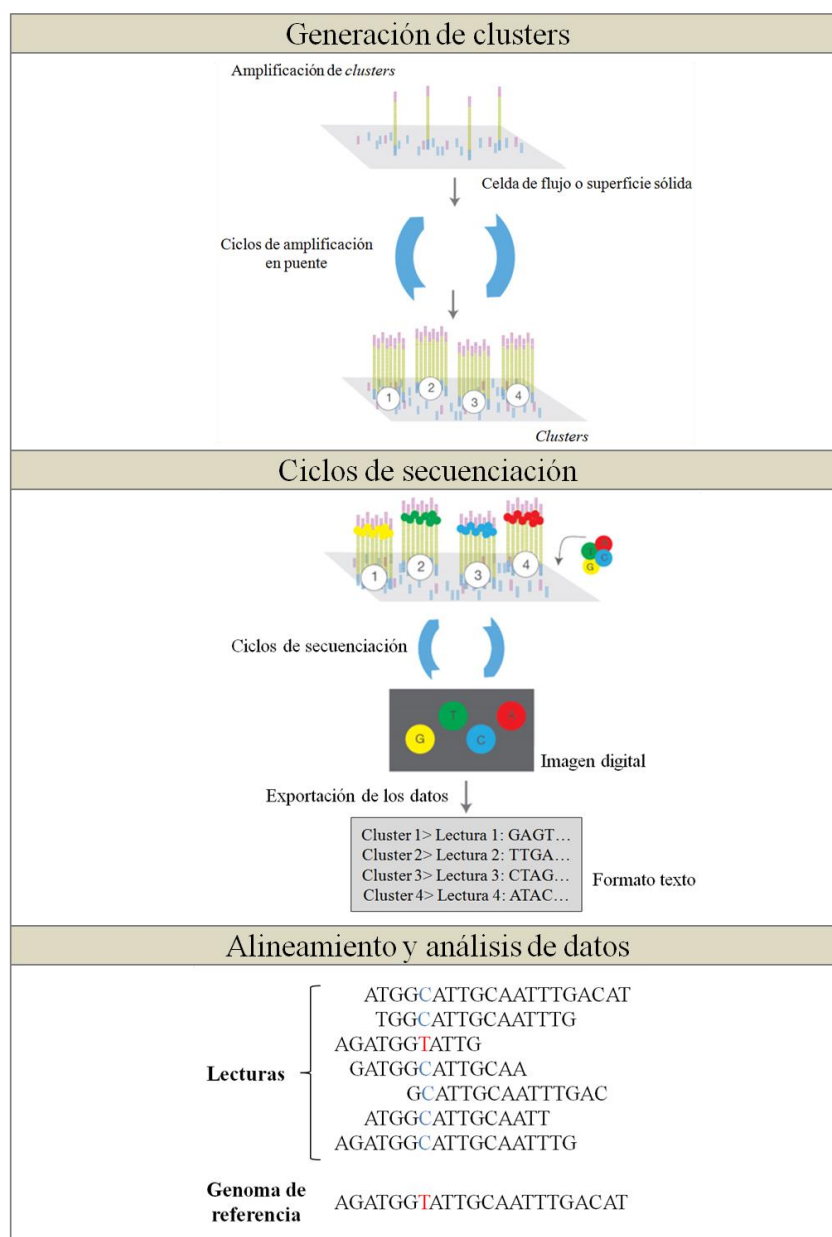 Generación de clusters
Amplificación de clusters
Celda de flujo o superficie sólida
Ciclos de amplificación
en puente
1
2
3
4
Clusters
Ciclos de secuenciación
1
2
3
4
T
C
G
Ciclos de secuenciación
G
T
C
A
Imagen digital
Exportación de los datos
Cluster 1> Lectura 1: GAGT...
Cluster 2> Lectura 2: TTGA...
Cluster 3> Lectura 3: CTAG...
Cluster 4> Lectura 4: ATAC...
Formato texto
Alineamiento y análisis de datos
Lecturas
ATGGCATTGCAATTTGACAT
TGGCATTGCAATTTG
AGATGGTATTG
GATGGCATTGCAA
GCATTGCAATTTGAC
ATGGCATTGCAATT
AGATGGCATTGCAATTTG
Genoma de
referencia
AGATGGTATTGCAATTTGACAT